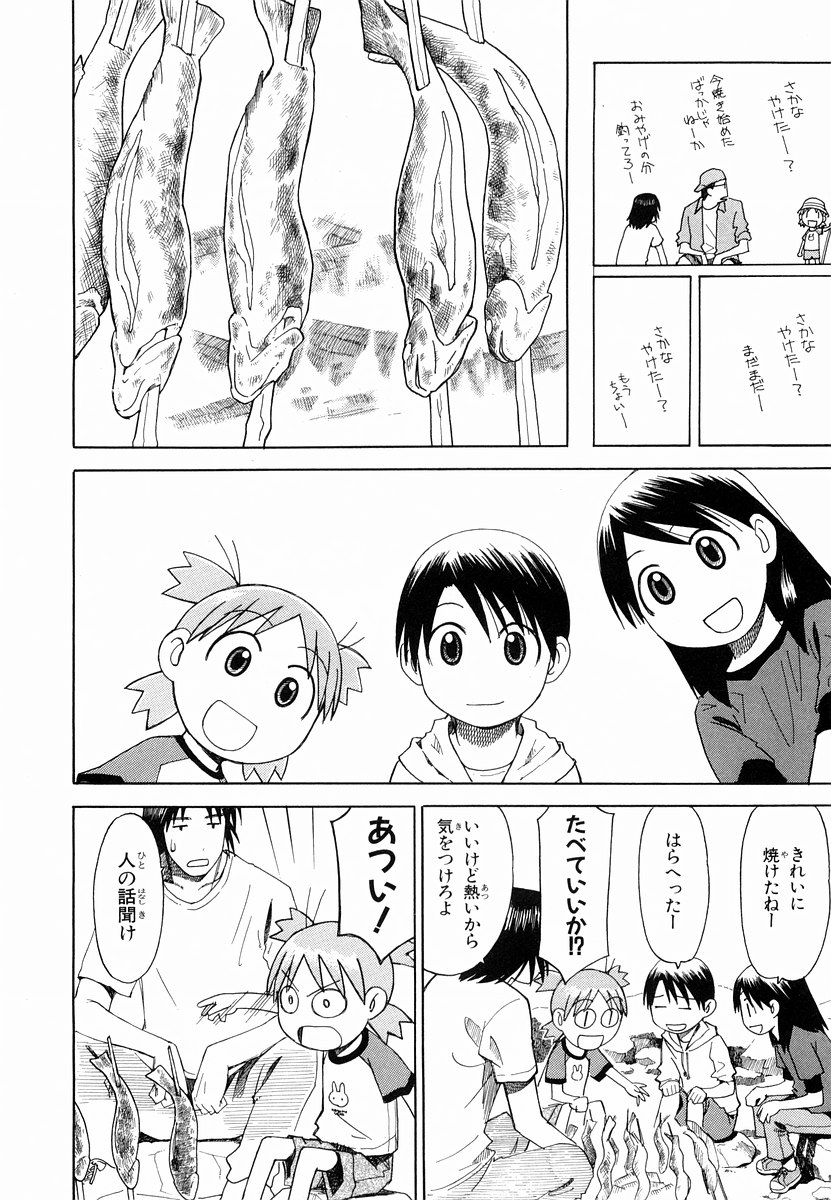 さかな
やけたー？
今焼き始めた
ばっかじゃ
ねーか
おみやげの分
釣ってろー
さかな
やけたー？
まだまだー
さかな
やけたー？
もう
ちょいー
きれいに
焼けたねー
はらへったー
たべていいか!?
いいけど熱いから
気をつけろよ
あつい！
人の話聞け